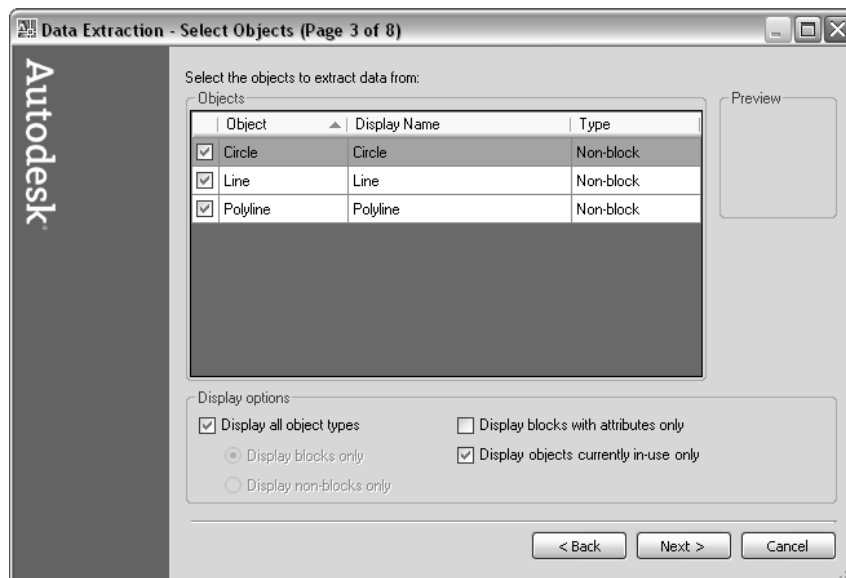 Data Extraction - Select Objects (Page 3 of 8)
Autodesk
Select the objects to extract data from:
Objects
Preview
Object Display Name Type
Circle Circle Non-block
Line Line Non-block
Polyline Polyline Non-block
Display options
Display all object types
Display blocks with attributes only
Display blocks only
Display objects currently in-use only
Display non-blocks only
< Back Next > Cancel